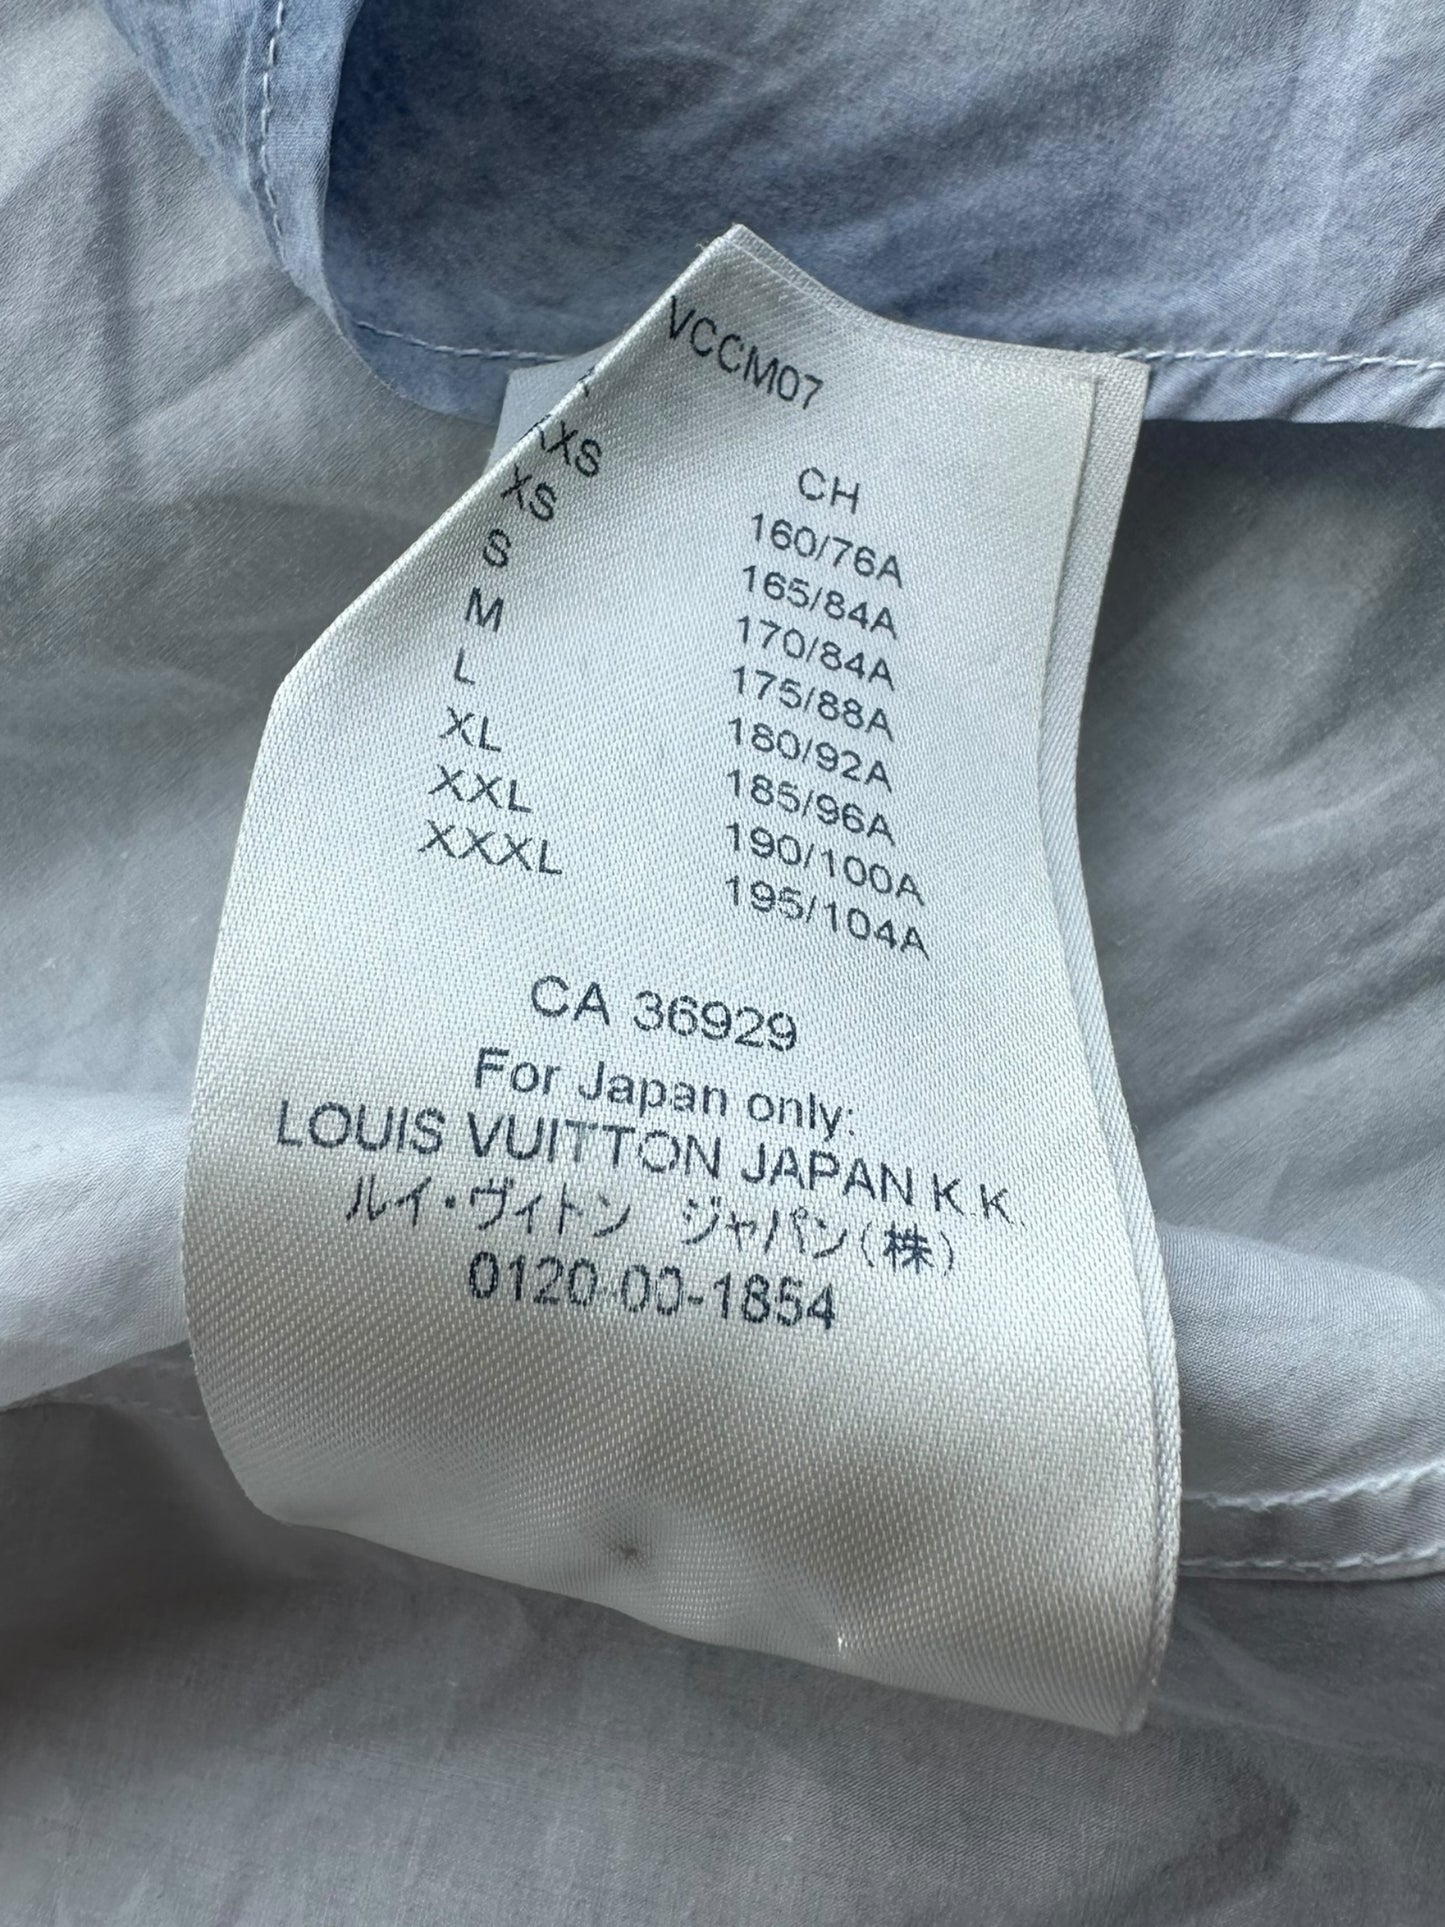 VCCM07
CH
XXS 160/76A
XS 165/84A
S 170/84A
M 175/88A
L 180/92A
XL 185/96A
XXL 190/100A
XXXL 195/104A
CA 36929
For Japan only:
LOUIS VUITTON JAPAN K.K.
ルイ・ヴィトン ジャパン(株)
0120-00-1854